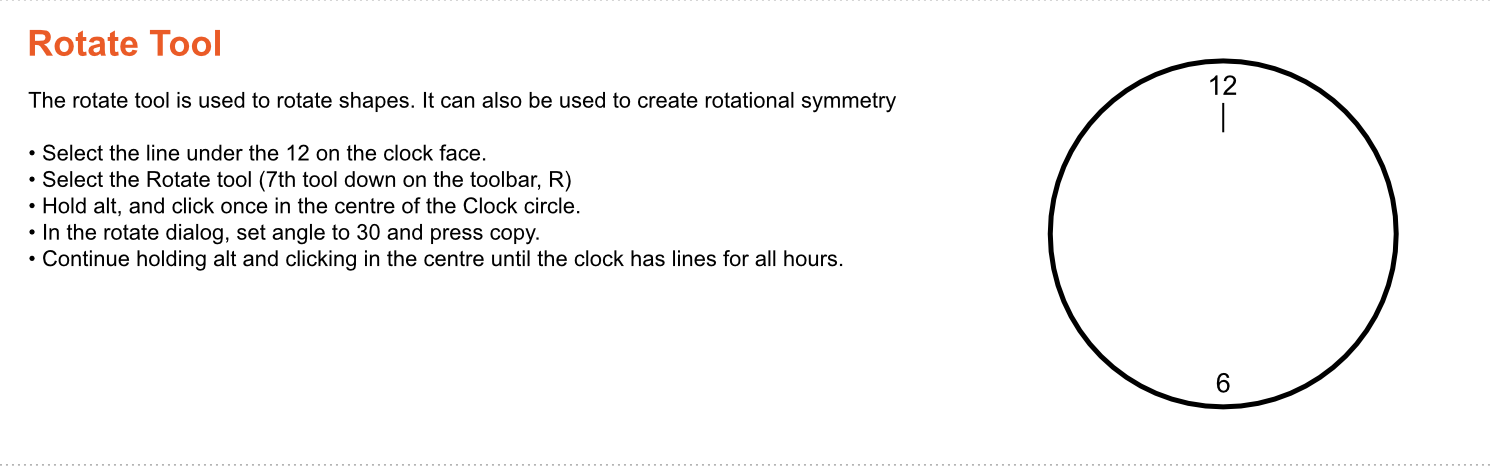 Rotate Tool
The rotate tool is used to rotate shapes. It can also be used to create rotational symmetry
• Select the line under the 12 on the clock face.
• Select the Rotate tool (7th tool down on the toolbar, R)
• Hold alt, and click once in the centre of the Clock circle.
• In the rotate dialog, set angle to 30 and press copy.
• Continue holding alt and clicking in the centre until the clock has lines for all hours.
12
6